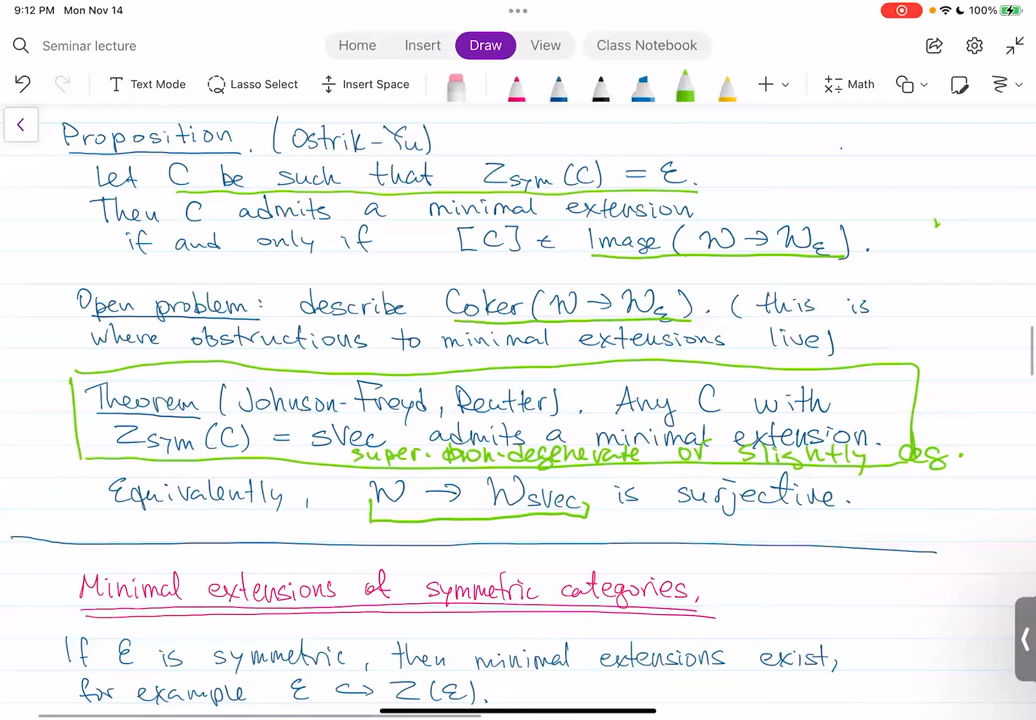 9:12 PM Mon Nov 14
100%
Seminar lecture
Home Insert Draw View Class Notebook
Text Mode Lasso Select Insert Space Math
Proposition. (Ostrik-Yu)
Let C be such that Zsym(C) = Ɛ.
Then C admits a minimal extension
if and only if [C] ∈ Image(W → W_Ɛ).
Open problem: describe Coker(W → W_Ɛ). (this is
where obstructions to minimal extensions live)
Theorem (Johnson-Freyd, Reutter). Any C with
Zsym(C) = sVec admits a minimal extension.
super-non-degenerate or slightly deg.
Equivalently, W → W_sVec is surjective.
Minimal extensions of symmetric categories.
If Ɛ is symmetric, then minimal extensions exist,
for example Ɛ ↪ Z(Ɛ).